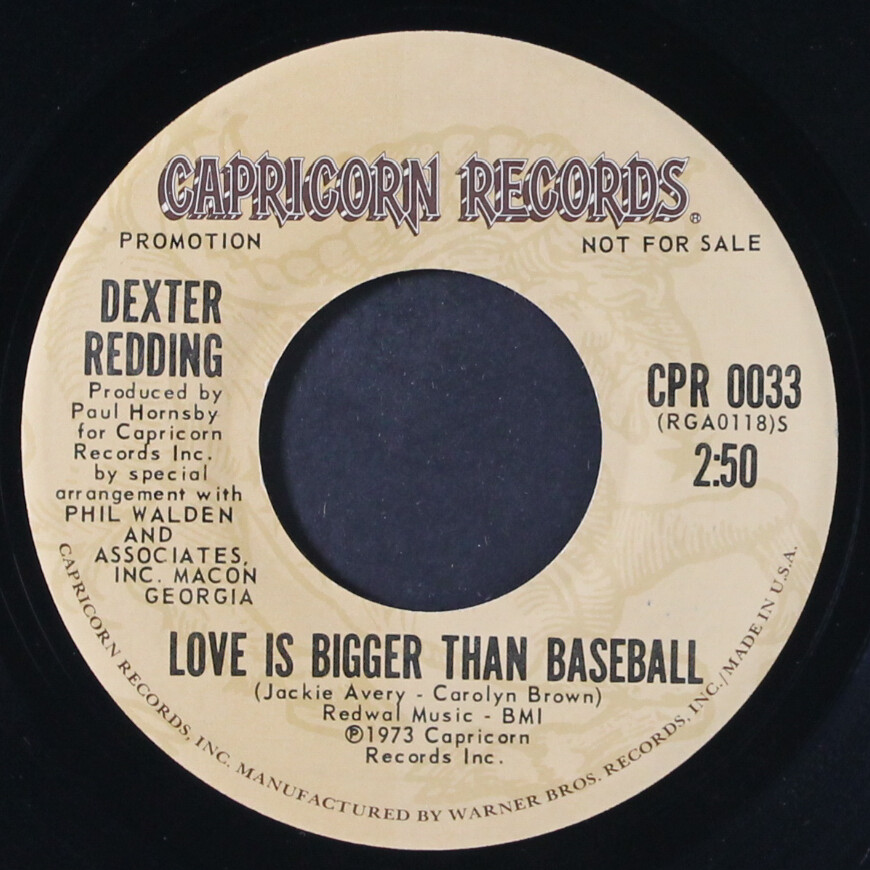 CAPRICORN RECORDS®
PROMOTION
NOT FOR SALE
DEXTER
REDDING
Produced by
Paul Hornsby
for Capricorn
Records Inc.
by special
arrangement with
PHIL WALDEN
AND
ASSOCIATES,
INC. MACON
GEORGIA
CPR 0033
(RGA0118)S
2:50
LOVE IS BIGGER THAN BASEBALL
(Jackie Avery - Carolyn Brown)
Redwal Music - BMI
℗1973 Capricorn
Records Inc.
CAPRICORN RECORDS, INC. MANUFACTURED BY WARNER BROS. RECORDS, INC./MADE IN U.S.A.